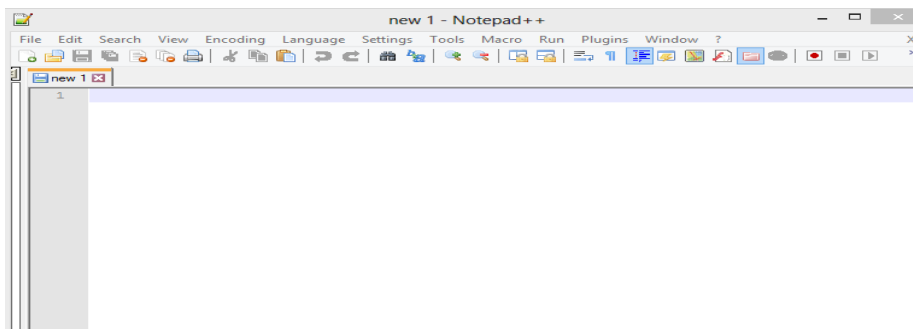 new 1 - Notepad++
File Edit Search View Encoding Language Settings Tools Macro Run Plugins Window ? X
new 1
1